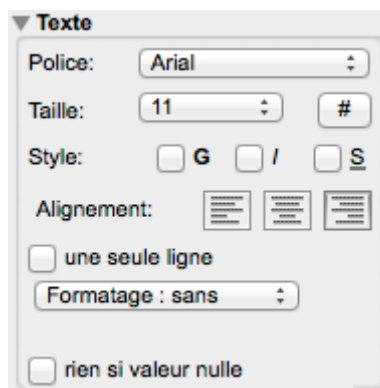 Texte
Police: Arial
Taille: 11 #
Style: G I S
Alignement:
une seule ligne
Formatage : sans
rien si valeur nulle